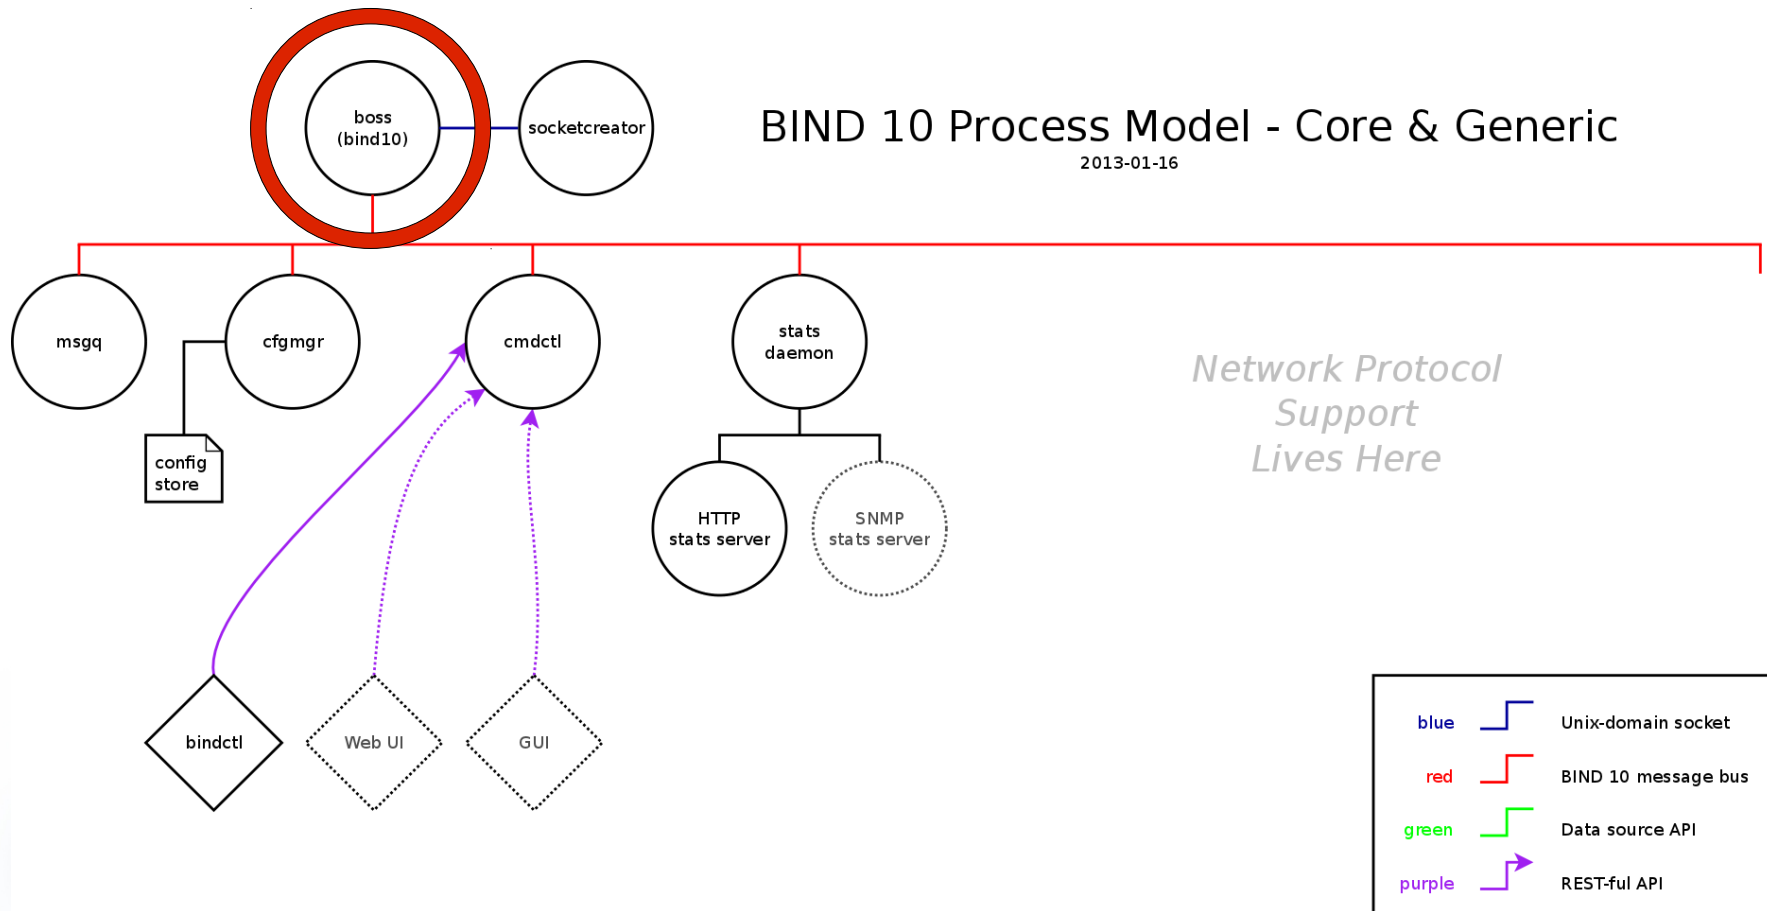 boss
(bind10)
socketcreator
BIND 10 Process Model - Core & Generic
2013-01-16
msgq
cfgmgr
cmdctl
stats
daemon
config
store
HTTP
stats server
SNMP
stats server
Network Protocol
Support
Lives Here
bindctl
Web UI
GUI
blue Unix-domain socket
red BIND 10 message bus
green Data source API
purple REST-ful API